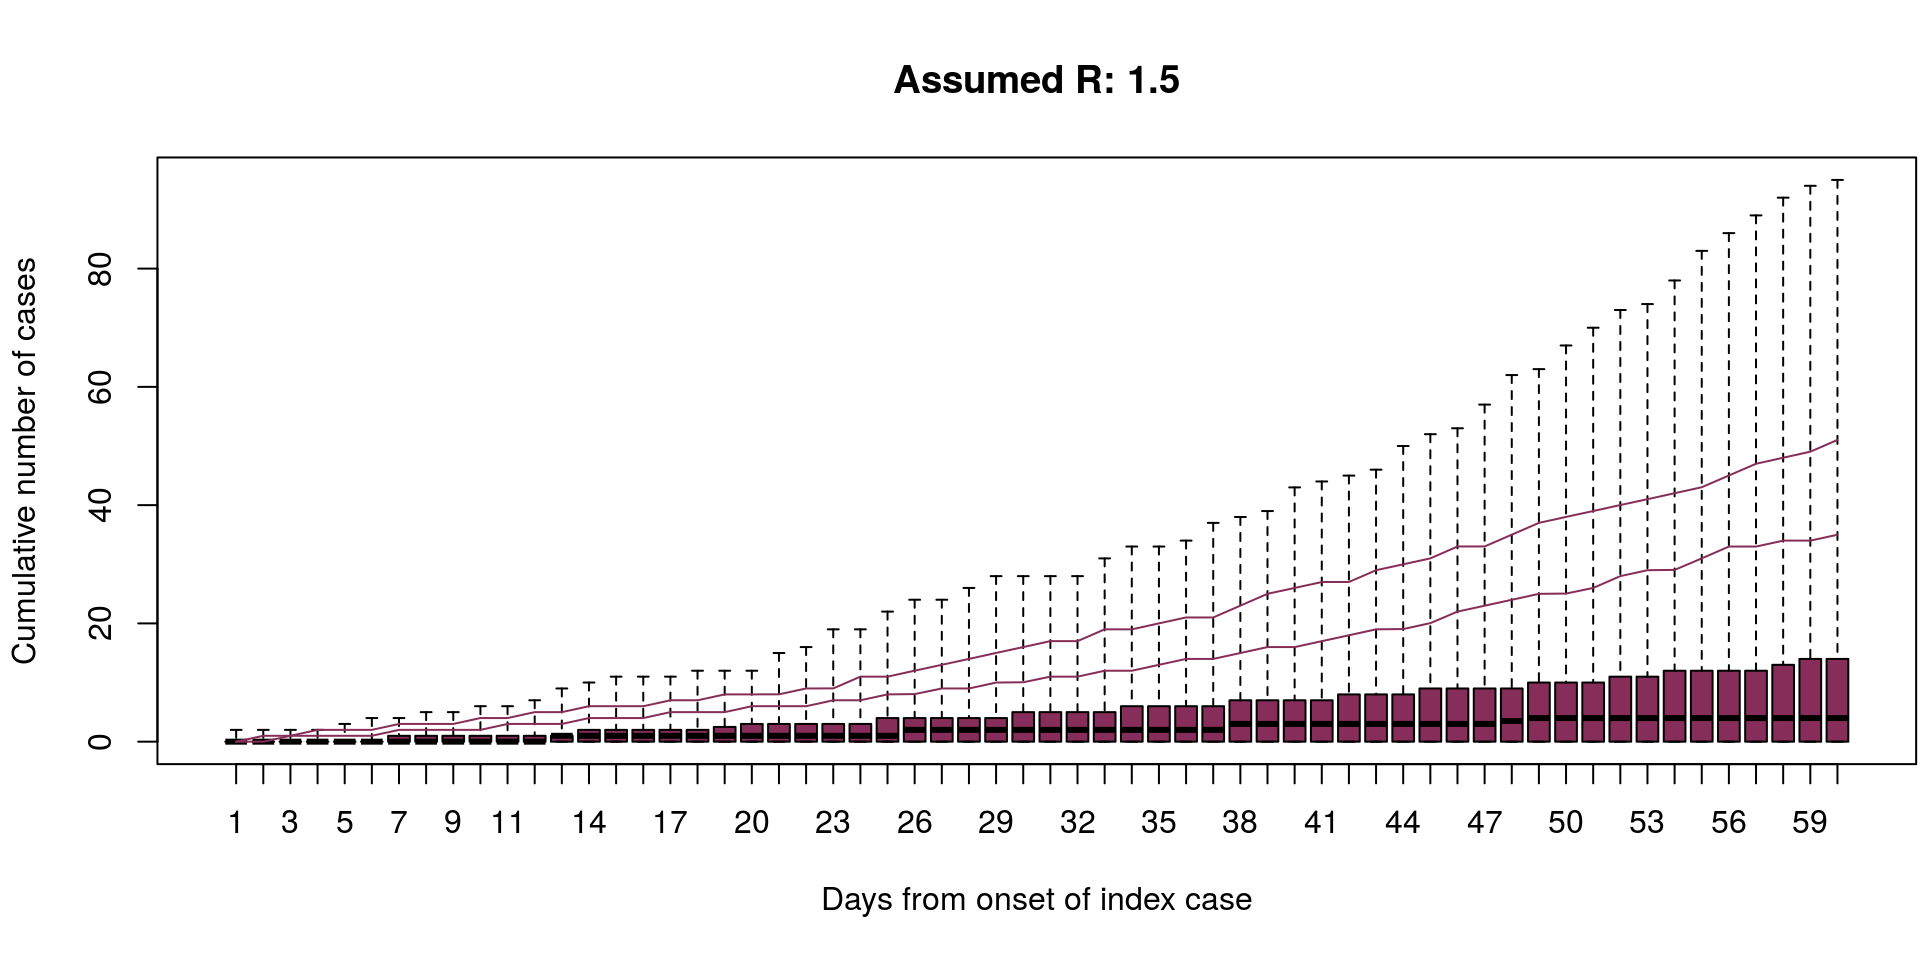 Assumed R: 1.5
Cumulative number of cases
80
60
40
20
0
1 3 5 7 9 11 14 17 20 23 26 29 32 35 38 41 44 47 50 53 56 59
Days from onset of index case